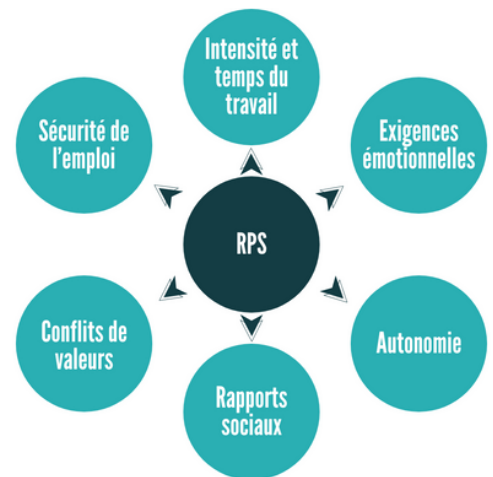 Intensité et
temps du
travail
Sécurité de
l'emploi
Exigences
émotionnelles
RPS
Conflits de
valeurs
Autonomie
Rapports
sociaux